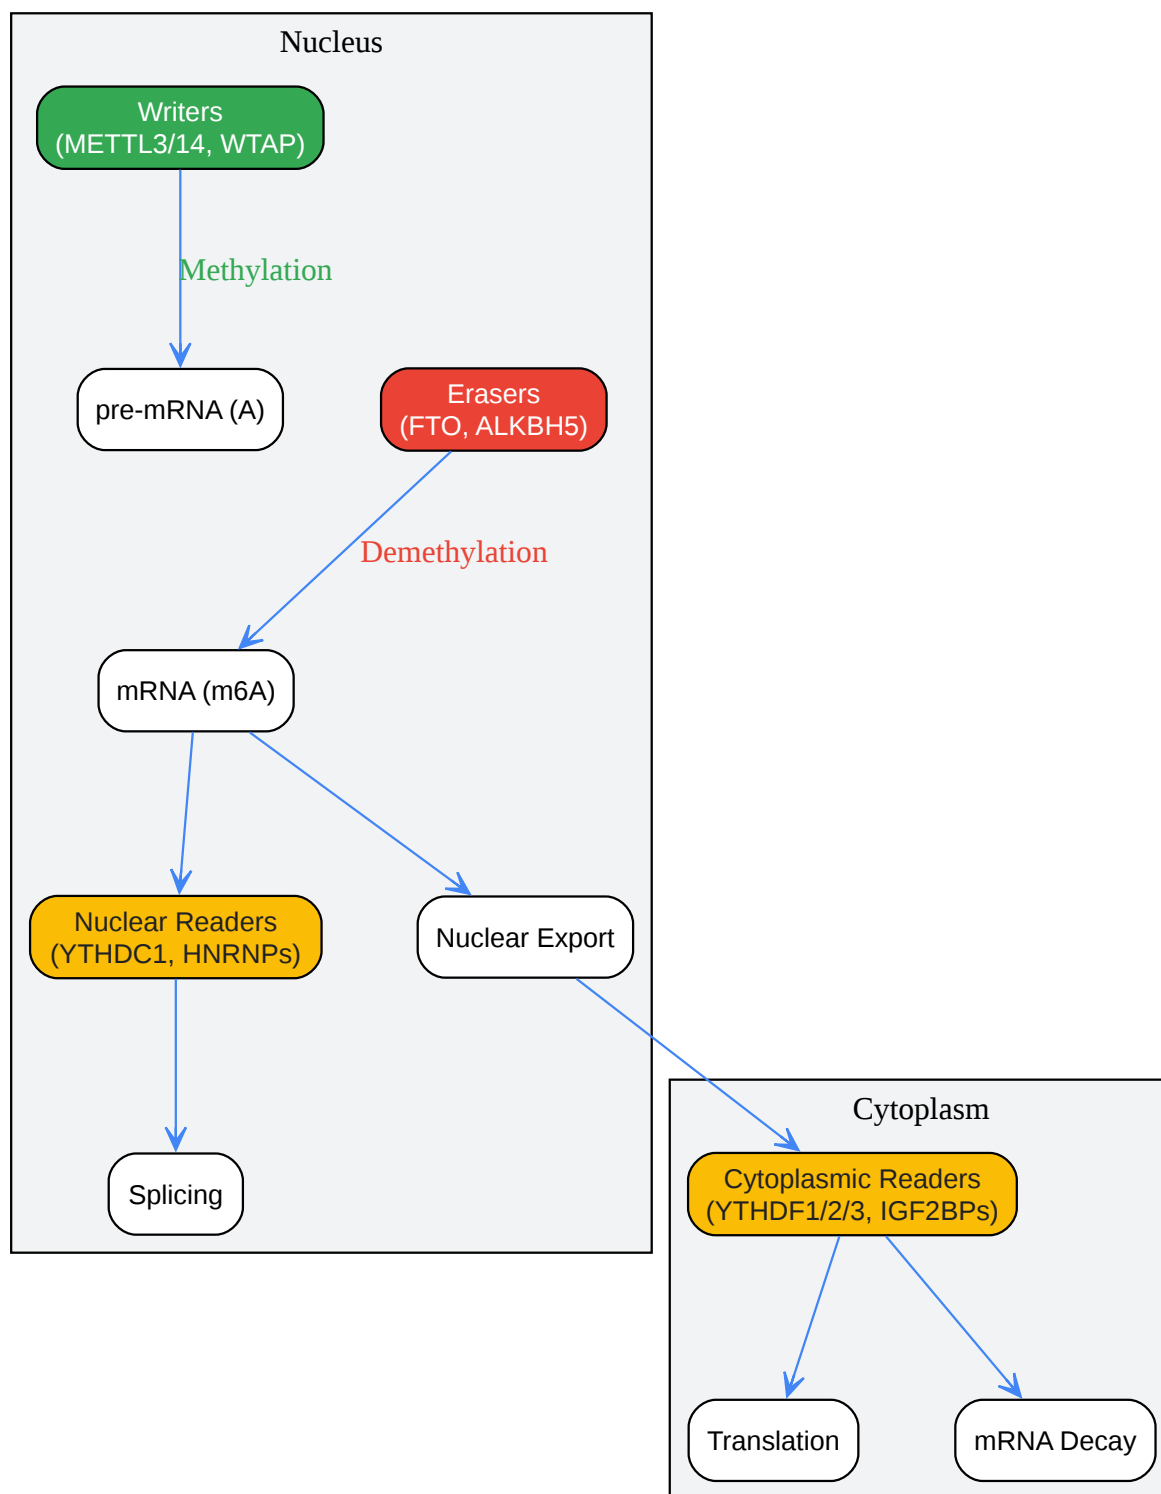 Nucleus
Writers
(METTL3/14, WTAP)
Methylation
pre-mRNA (A)
Erasers
(FTO, ALKBH5)
Demethylation
mRNA (m6A)
Nuclear Readers
(YTHDC1, HNRNPs)
Nuclear Export
Splicing
Cytoplasm
Cytoplasmic Readers
(YTHDF1/2/3, IGF2BPs)
Translation
mRNA Decay